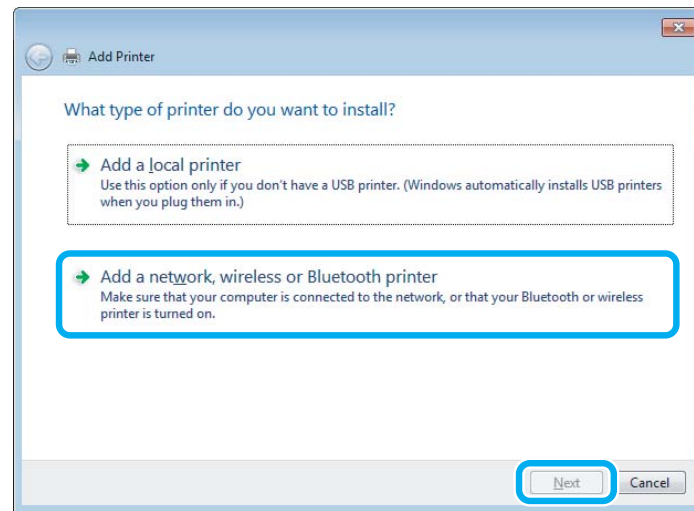 Add Printer
What type of printer do you want to install?
Add a local printer
Use this option only if you don't have a USB printer. (Windows automatically installs USB printers
when you plug them in.)
Add a network, wireless or Bluetooth printer
Make sure that your computer is connected to the network, or that your Bluetooth or wireless
printer is turned on.
Next Cancel